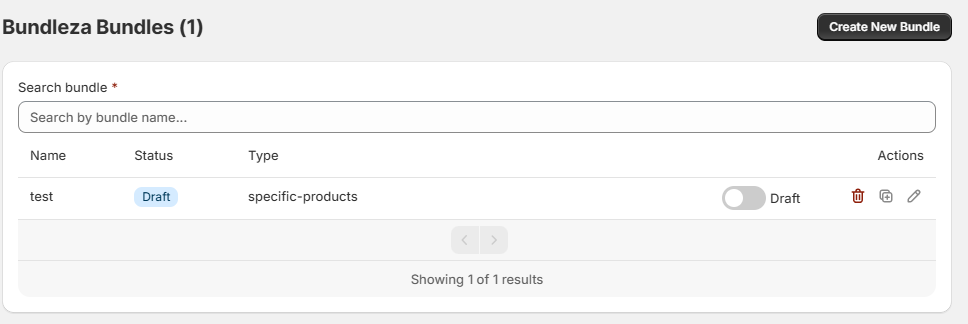 Bundleza Bundles (1)
Create New Bundle
Search bundle *
Search by bundle name...
Name Status Type Actions
test Draft specific-products Draft
Showing 1 of 1 results